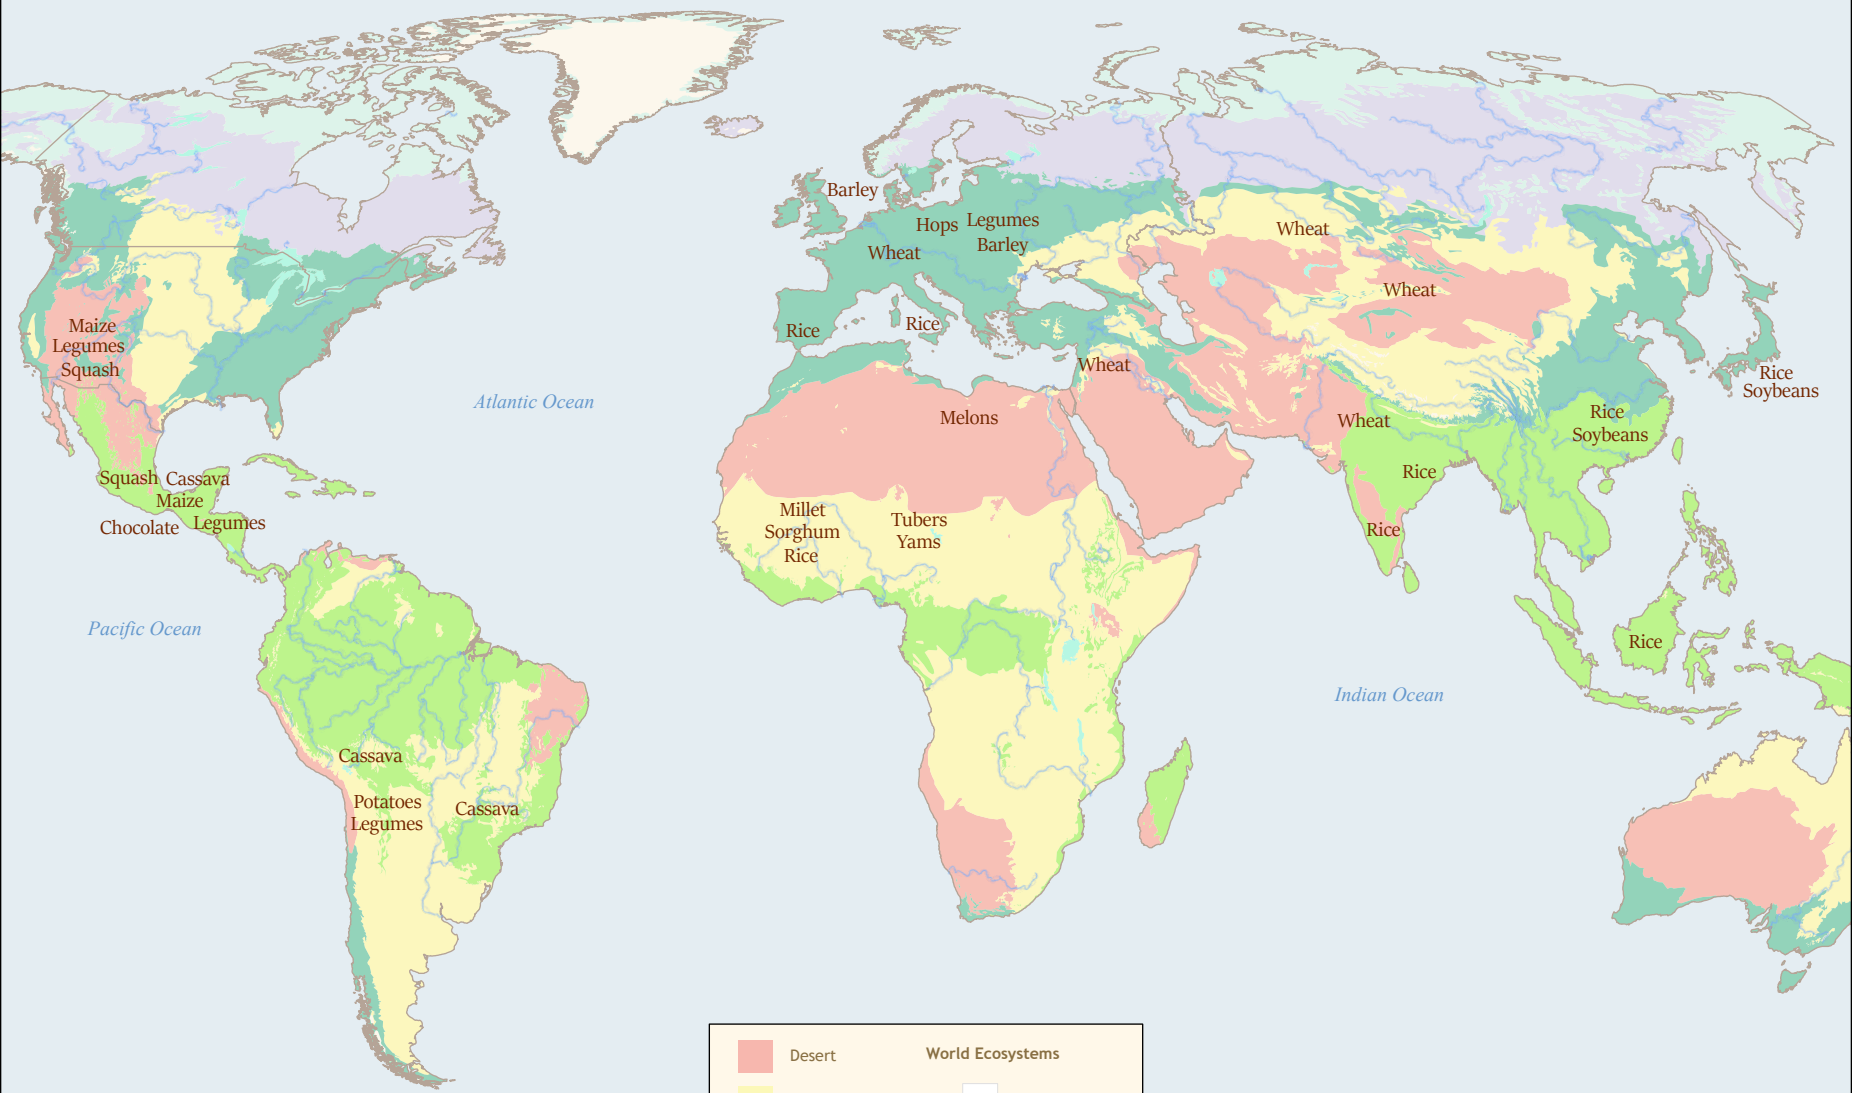 Barley
Hops
Legumes
Barley
Wheat
Wheat
Wheat
Maize
Legumes
Squash
Rice
Rice
Wheat
Rice
Soybeans
Atlantic Ocean
Melons
Wheat
Rice
Soybeans
Squash
Cassava
Maize
Chocolate
Legumes
Rice
Rice
Millet
Sorghum
Rice
Tubers
Yams
Pacific Ocean
Rice
Indian Ocean
Cassava
Potatoes
Legumes
Cassava
Desert
World Ecosystems